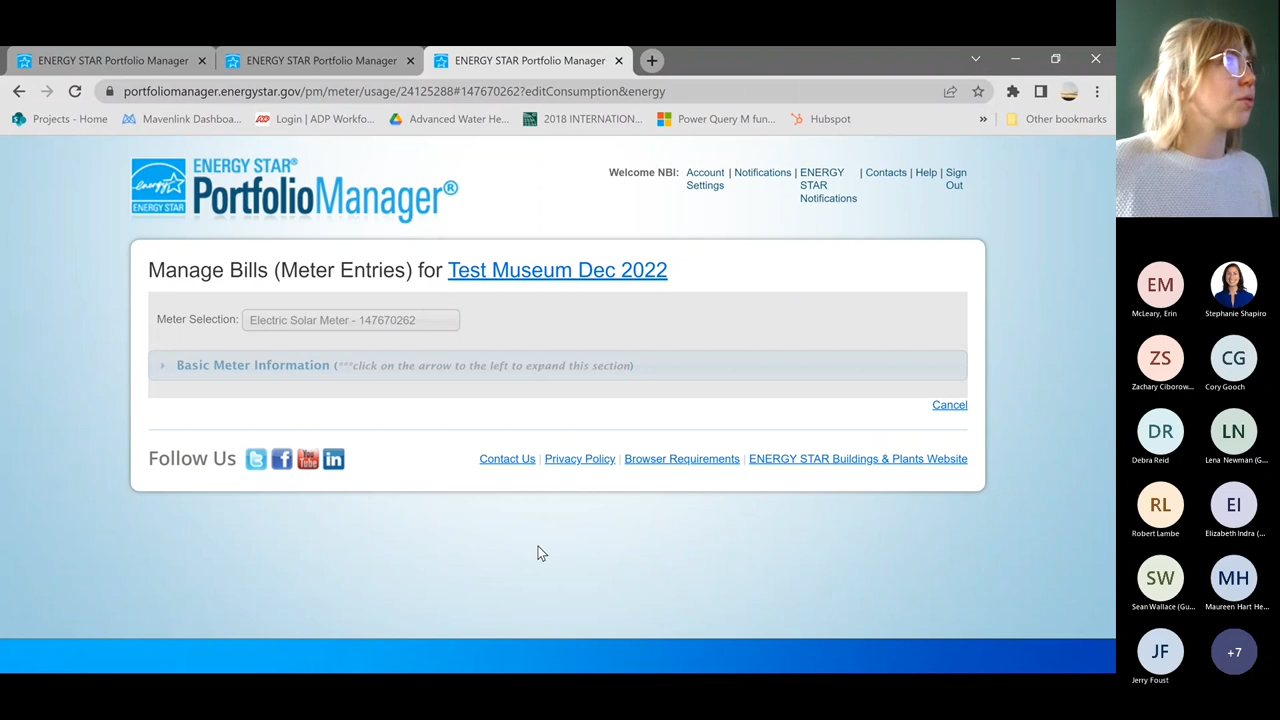 ENERGY STAR Portfolio Manager
ENERGY STAR Portfolio Manager
ENERGY STAR Portfolio Manager
portfoliomanager.energystar.gov/pm/meter/usage/24125288#147670262?editConsumption&energy
Projects - Home
Mavenlink Dashboa...
Login | ADP Workfo...
Advanced Water He...
2018 INTERNATION...
Power Query M fun...
Hubspot
»
Other bookmarks
energy
ENERGY STAR
ENERGY STAR®
PortfolioManager®
Welcome NBI: Account Settings | Notifications | ENERGY STAR Notifications | Contacts | Help | Sign Out
Manage Bills (Meter Entries) for Test Museum Dec 2022
Meter Selection: Electric Solar Meter - 147670262
Basic Meter Information (***click on the arrow to the left to expand this section)
Cancel
Follow Us
You Tube
in
Contact Us | Privacy Policy | Browser Requirements | ENERGY STAR Buildings & Plants Website
EM
McLeary, Erin
Stephanie Shapiro
ZS
CG
Zachary Ciborow...
Cory Gooch
DR
LN
Debra Reid
Lena Newman (G...
RL
EI
Robert Lambe
Elizabeth Indra (...
SW
MH
Sean Wallace (Gu...
Maureen Hart He...
JF
+7
Jerry Foust